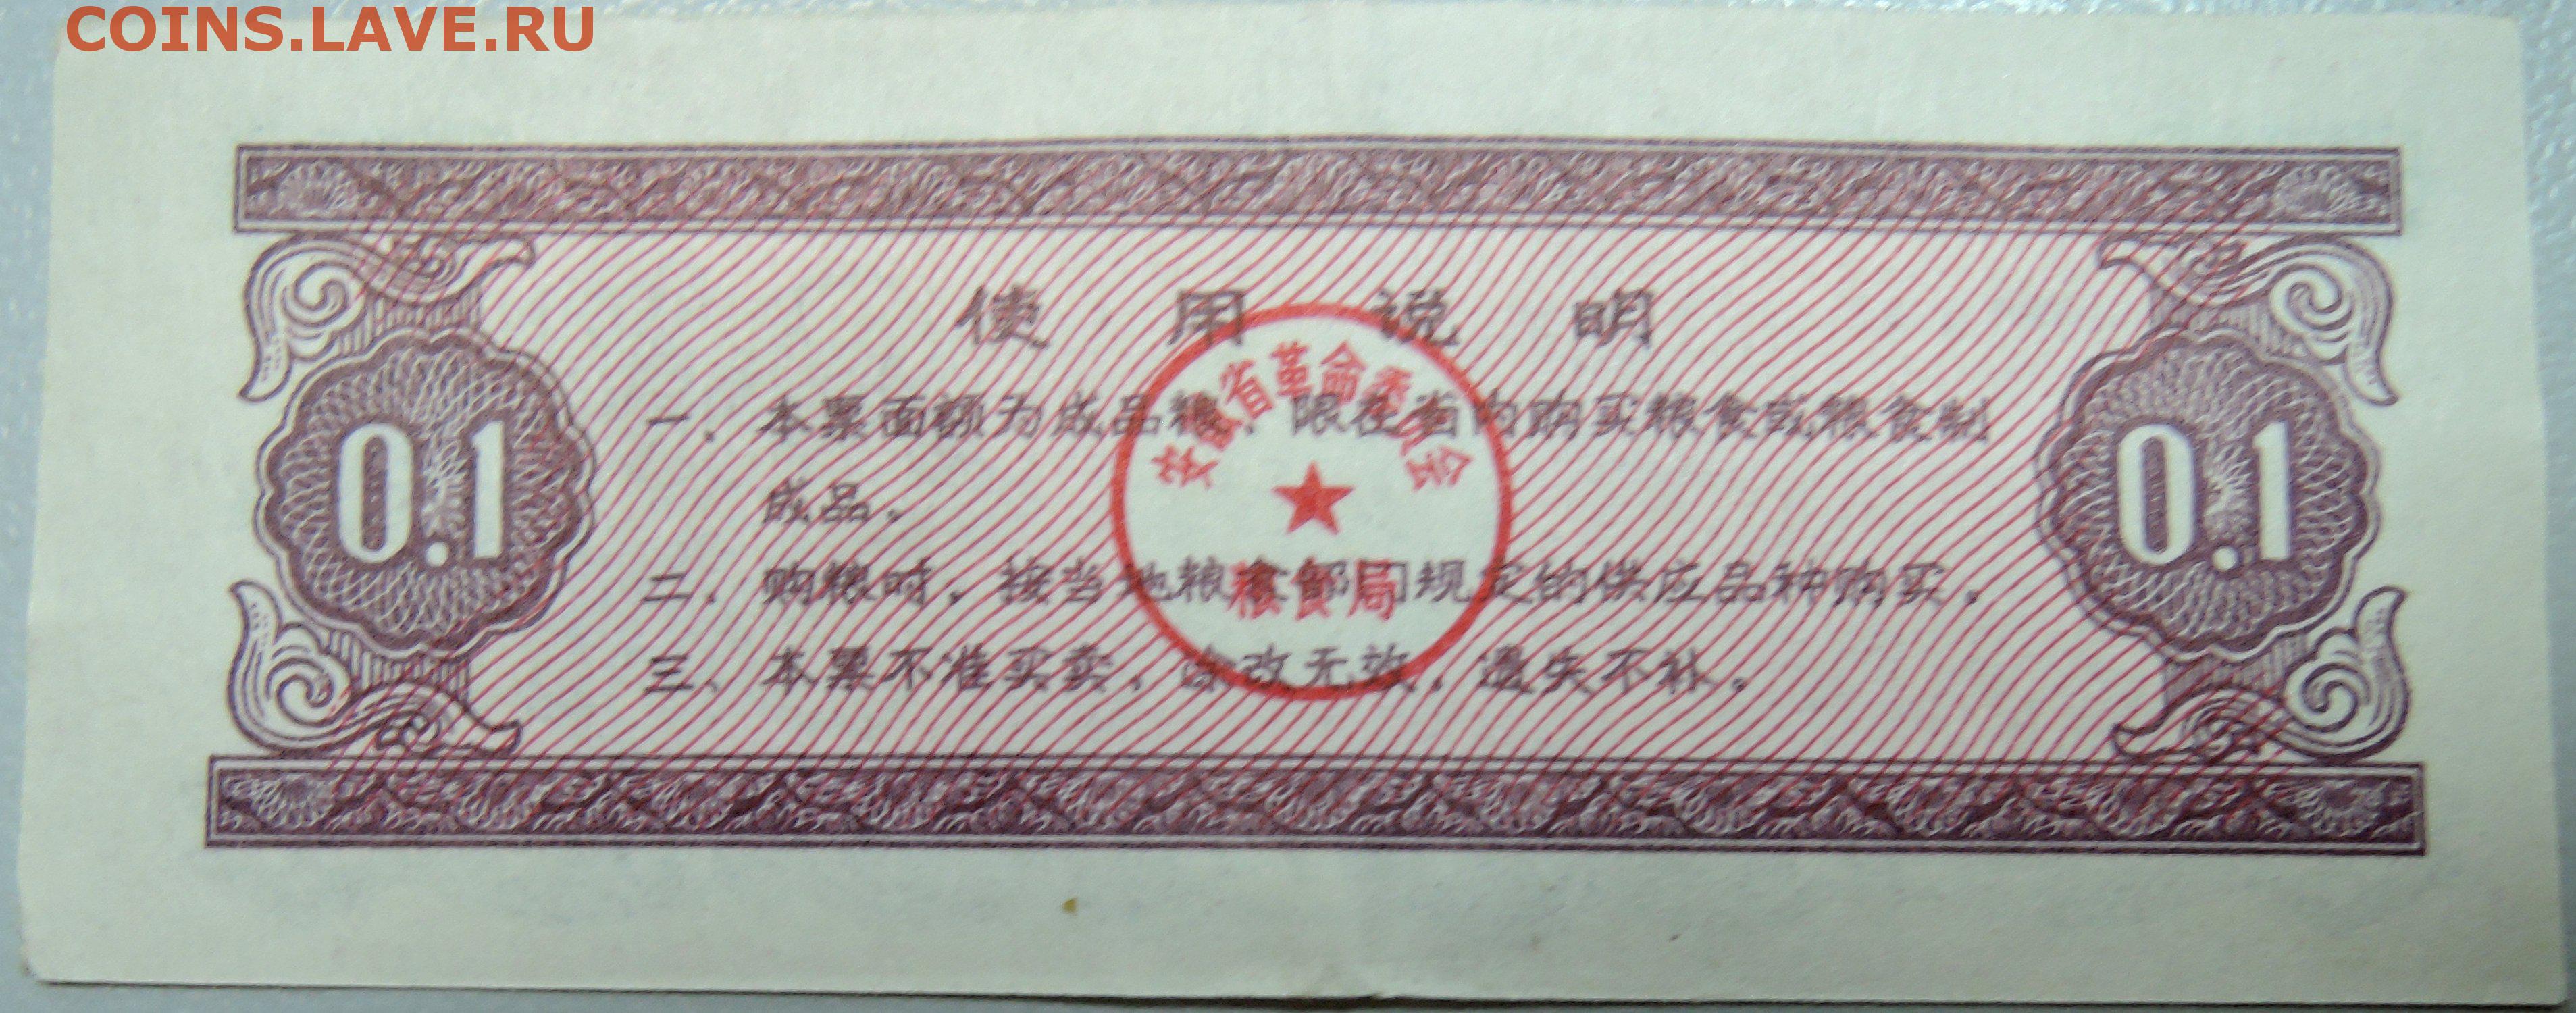 COINS.LAVE.RU
使用说明
安徽省革命委员会
一、本票面额为成品粮，限在省内购买粮食或粮食制
成品。
0.1
0.1
二、购粮时，按当地粮食部门规定的供应品种购买。
粮食局
三、本票不准买卖，涂改无效，遗失不补。